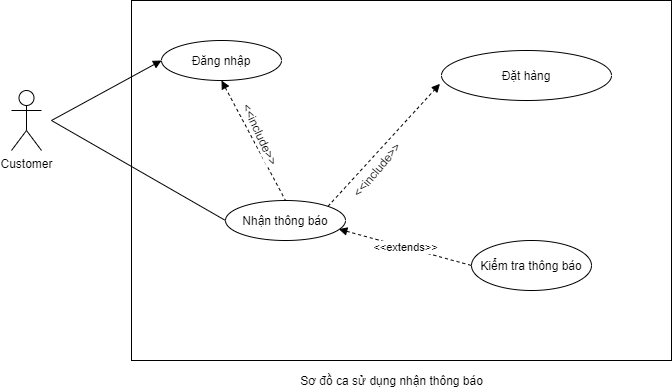 Đăng nhập
Đặt hàng
<<include>>
<<include>>
Customer
Nhận thông báo
<<extends>>
Kiểm tra thông báo
Sơ đồ ca sử dụng nhận thông báo